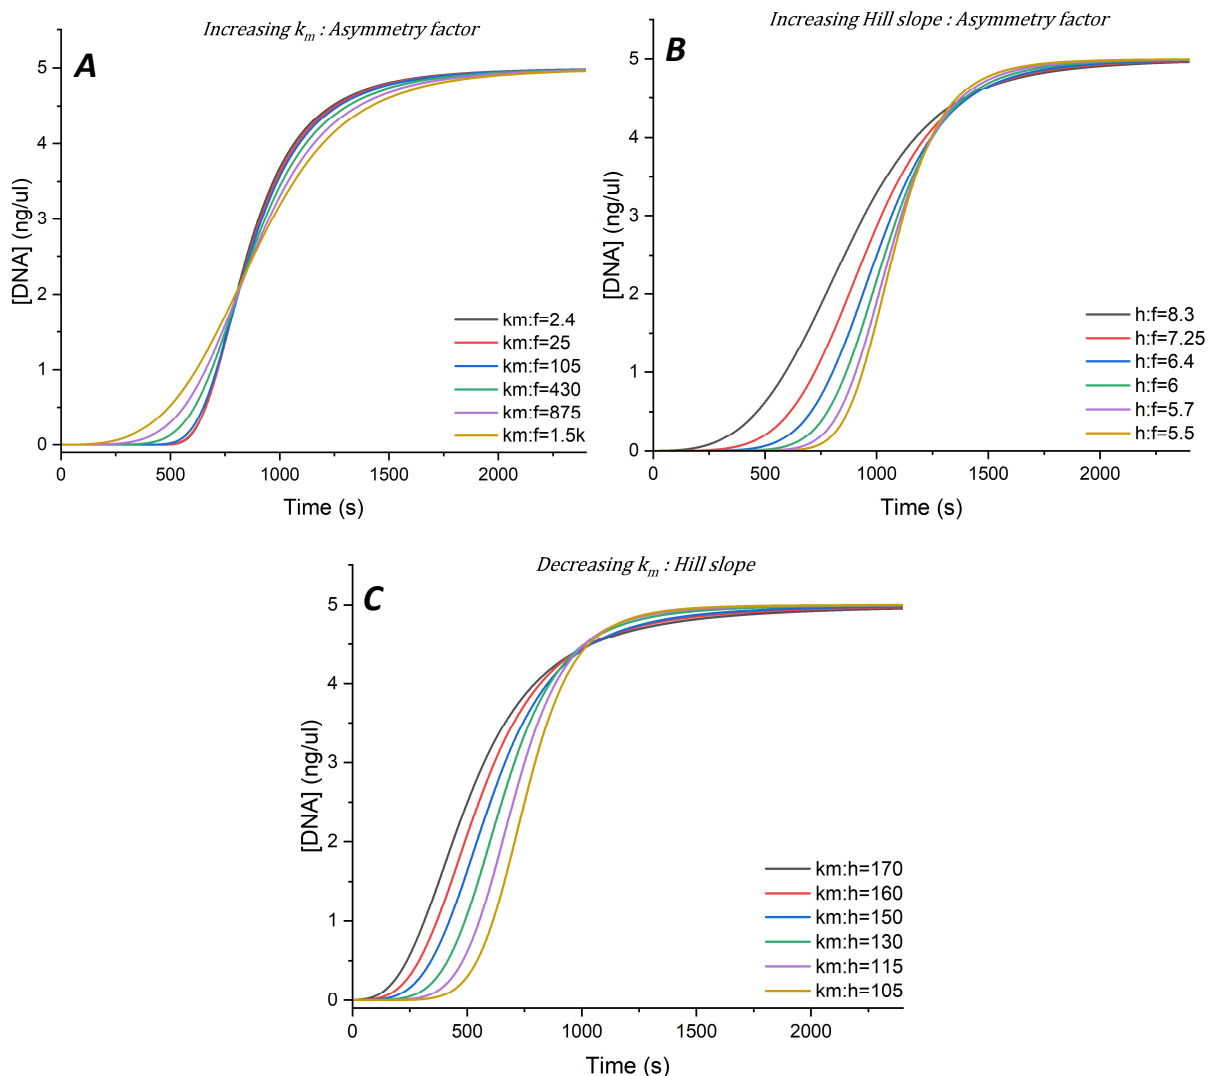 Increasing km : Asymmetry factor
A
[DNA] (ng/ul)
5
4
3
2
1
0
km:f=2.4
km:f=25
km:f=105
km:f=430
km:f=875
km:f=1.5k
0 500 1000 1500 2000
Time (s)
Increasing Hill slope : Asymmetry factor
B
[DNA] (ng/ul)
5
4
3
2
1
0
h:f=8.3
h:f=7.25
h:f=6.4
h:f=6
h:f=5.7
h:f=5.5
0 500 1000 1500 2000
Time (s)
Decreasing km : Hill slope
C
[DNA] (ng/ul)
5
4
3
2
1
0
km:h=170
km:h=160
km:h=150
km:h=130
km:h=115
km:h=105
0 500 1000 1500 2000
Time (s)